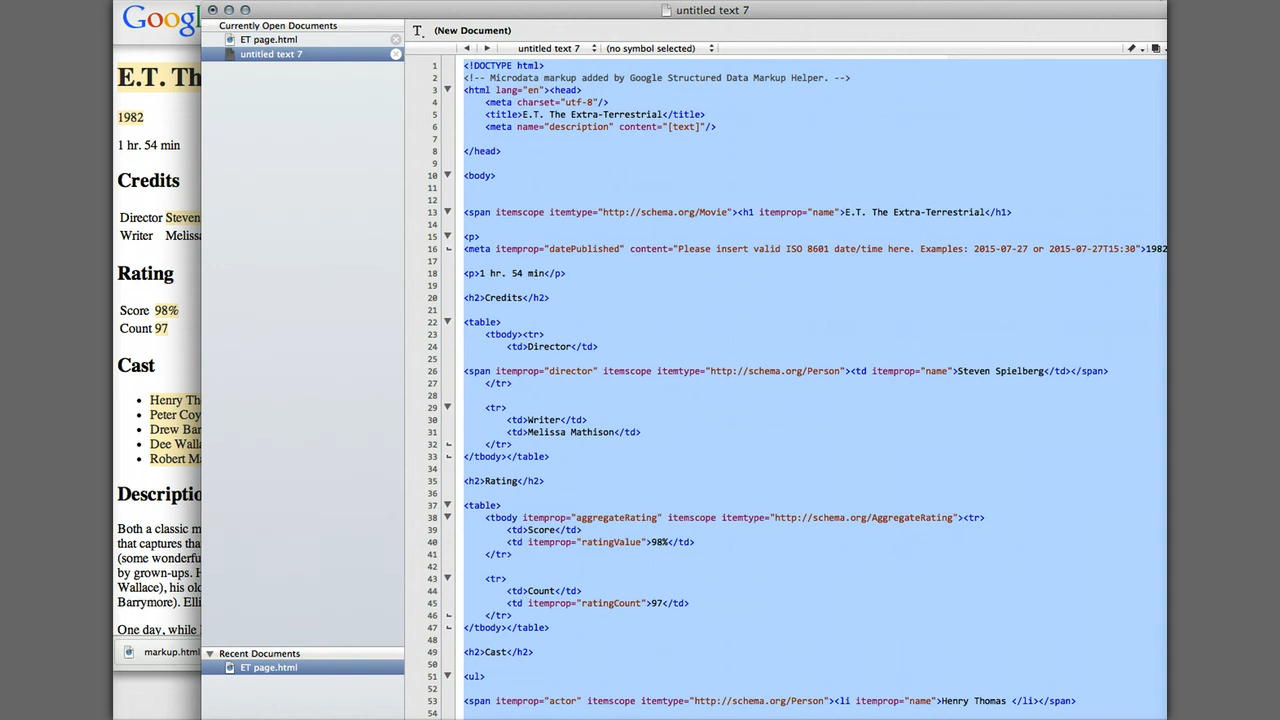 Goog
E.T. Th
1982
1 hr. 54 min
Credits
Director Steven
Writer Melissa
Rating
Score 98%
Count 97
Cast
Henry Th
Peter Coy
Drew Bar
Dee Walla
Robert M
Descriptio
Both a classic m
that captures tha
(some wonderfu
by grown-ups. H
Wallace), his old
Barrymore). Elli
One day, while
markup.html
untitled text 7
Currently Open Documents
ET page.html
untitled text 7
Recent Documents
ET page.html
(New Document)
untitled text 7 (no symbol selected)
1 <!DOCTYPE html>
2 <!-- Microdata markup added by Google Structured Data Markup Helper. -->
3 <html lang="en"><head>
4 <meta charset="utf-8"/>
5 <title>E.T. The Extra-Terrestrial</title>
6 <meta name="description" content="[text]"/>
7
8 </head>
9
10 <body>
11
12
13 <span itemscope itemtype="http://schema.org/Movie"><h1 itemprop="name">E.T. The Extra-Terrestrial</h1>
14
15 <p>
16 <meta itemprop="datePublished" content="Please insert valid ISO 8601 date/time here. Examples: 2015-07-27 or 2015-07-27T15:30">1982
17
18 <p>1 hr. 54 min</p>
19
20 <h2>Credits</h2>
21
22 <table>
23 <tbody><tr>
24 <td>Director</td>
25
26 <span itemprop="director" itemscope itemtype="http://schema.org/Person"><td itemprop="name">Steven Spielberg</td></span>
27 </tr>
28
29 <tr>
30 <td>Writer</td>
31 <td>Melissa Mathison</td>
32 </tr>
33 </tbody></table>
34
35 <h2>Rating</h2>
36
37 <table>
38 <tbody itemprop="aggregateRating" itemscope itemtype="http://schema.org/AggregateRating"><tr>
39 <td>Score</td>
40 <td itemprop="ratingValue">98%</td>
41 </tr>
42
43 <tr>
44 <td>Count</td>
45 <td itemprop="ratingCount">97</td>
46 </tr>
47 </tbody></table>
48
49 <h2>Cast</h2>
50
51 <ul>
52
53 <span itemprop="actor" itemscope itemtype="http://schema.org/Person"><li itemprop="name">Henry Thomas </li></span>
54